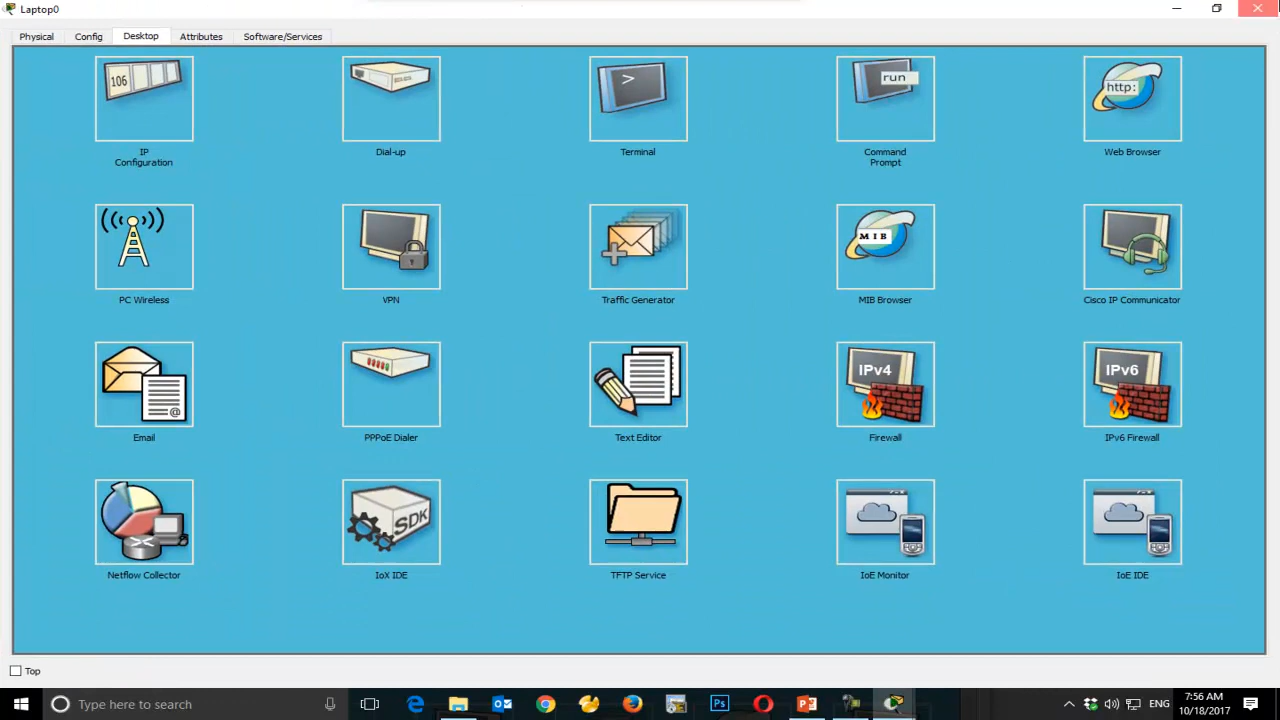 Laptop0
Physical Config Desktop Attributes Software/Services
106
>
run
http:
IP Configuration
Dial-up
Terminal
Command Prompt
Web Browser
MIB
PC Wireless
VPN
Traffic Generator
MIB Browser
Cisco IP Communicator
@
IPv4
IPv6
Email
PPPoE Dialer
Text Editor
Firewall
IPv6 Firewall
SDK
Netflow Collector
IoX IDE
TFTP Service
IoE Monitor
IoE IDE
Top
Type here to search
Ps
ENG
7:56 AM
10/18/2017